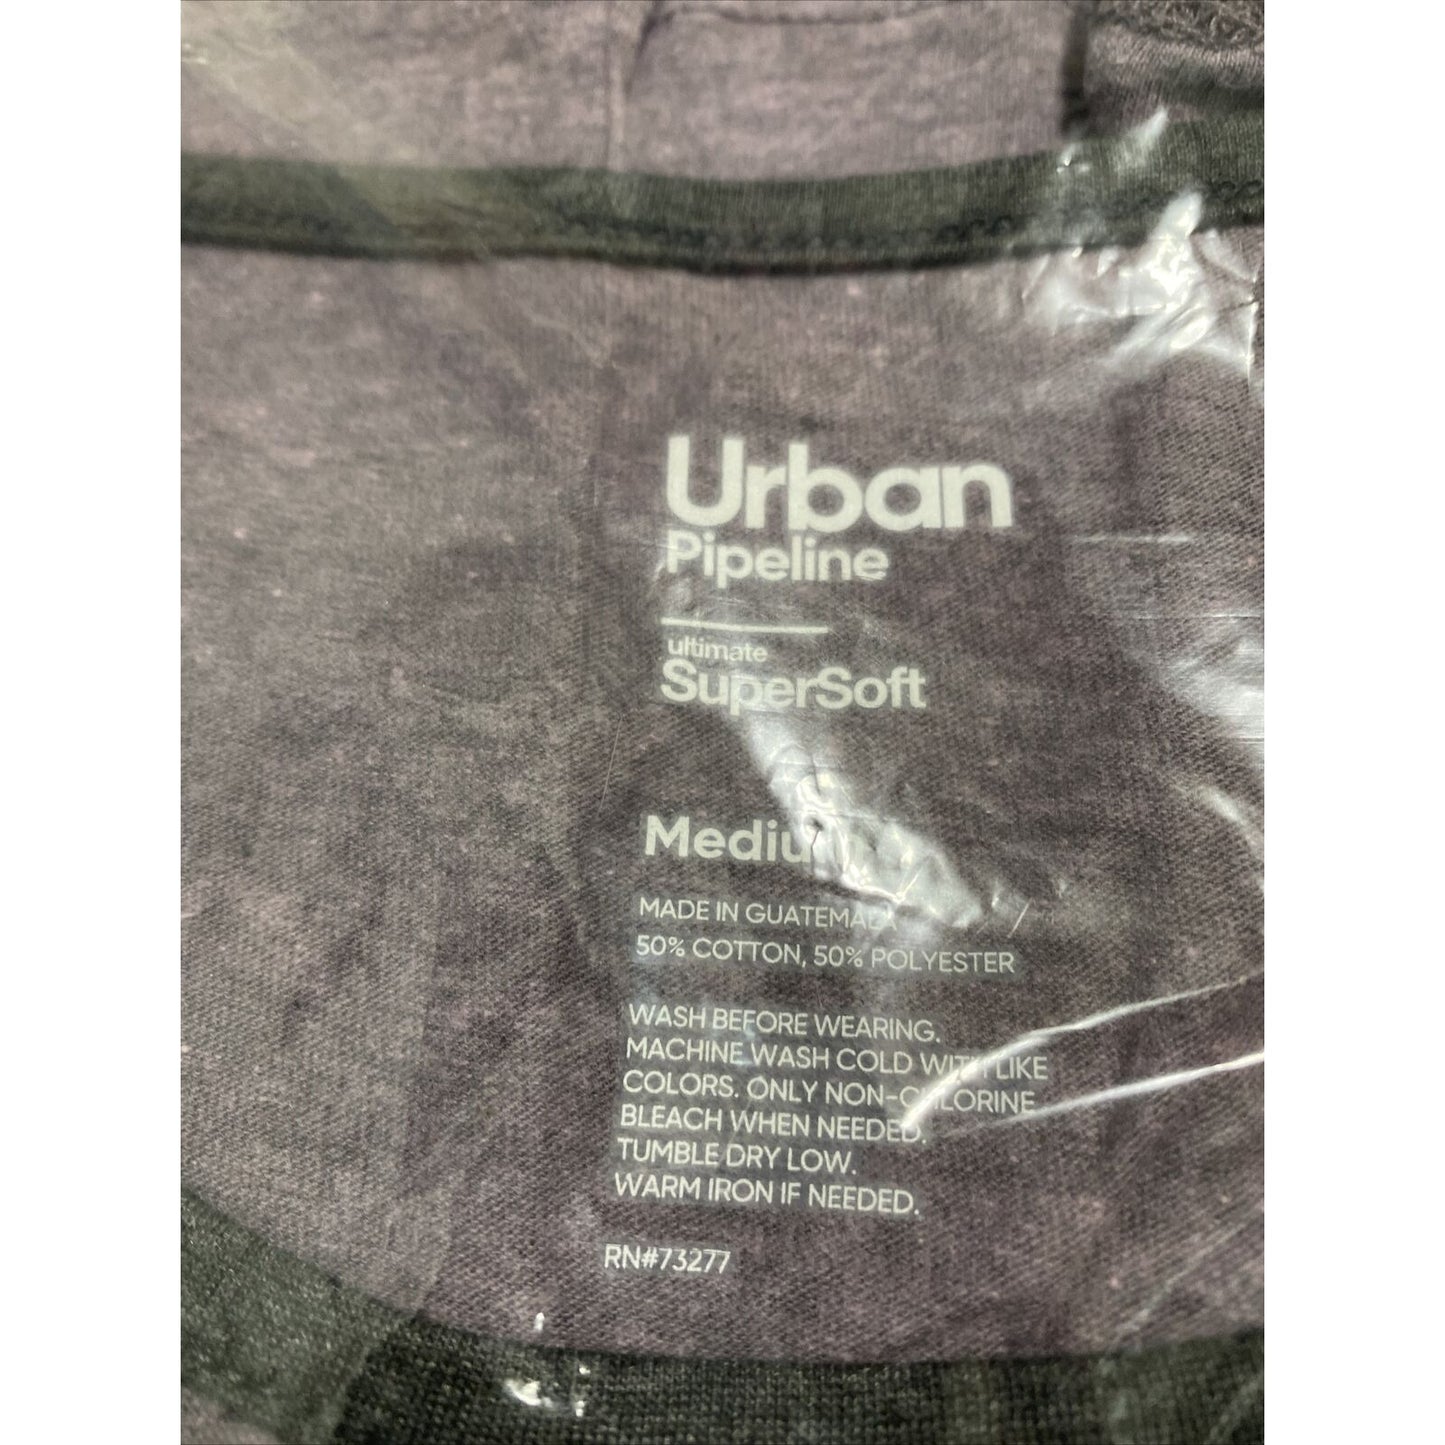 Urban
Pipeline
ultimate
SuperSoft
Medium
MADE IN GUATEMALA
50% COTTON, 50% POLYESTER
WASH BEFORE WEARING.
MACHINE WASH COLD WITH LIKE
COLORS. ONLY NON-CHLORINE
BLEACH WHEN NEEDED.
TUMBLE DRY LOW.
WARM IRON IF NEEDED.
RN#73277